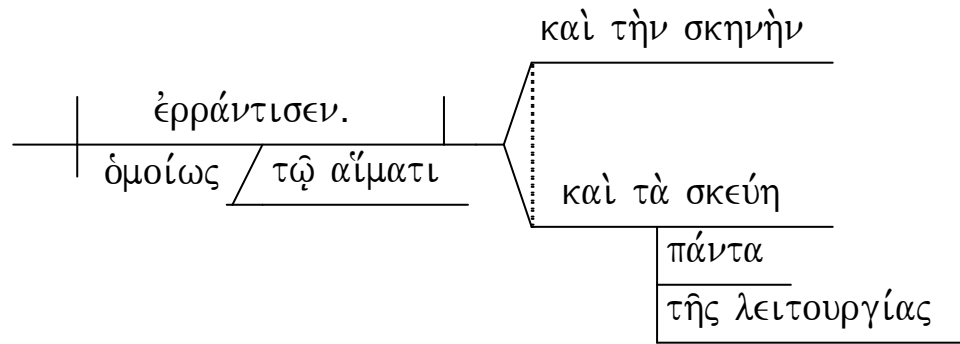 καὶ τὴν σκηνὴν
ἐρράντισεν.
ὁμοίως τῷ αἵματι
καὶ τὰ σκεύη
πάντα
τῆς λειτουργίας